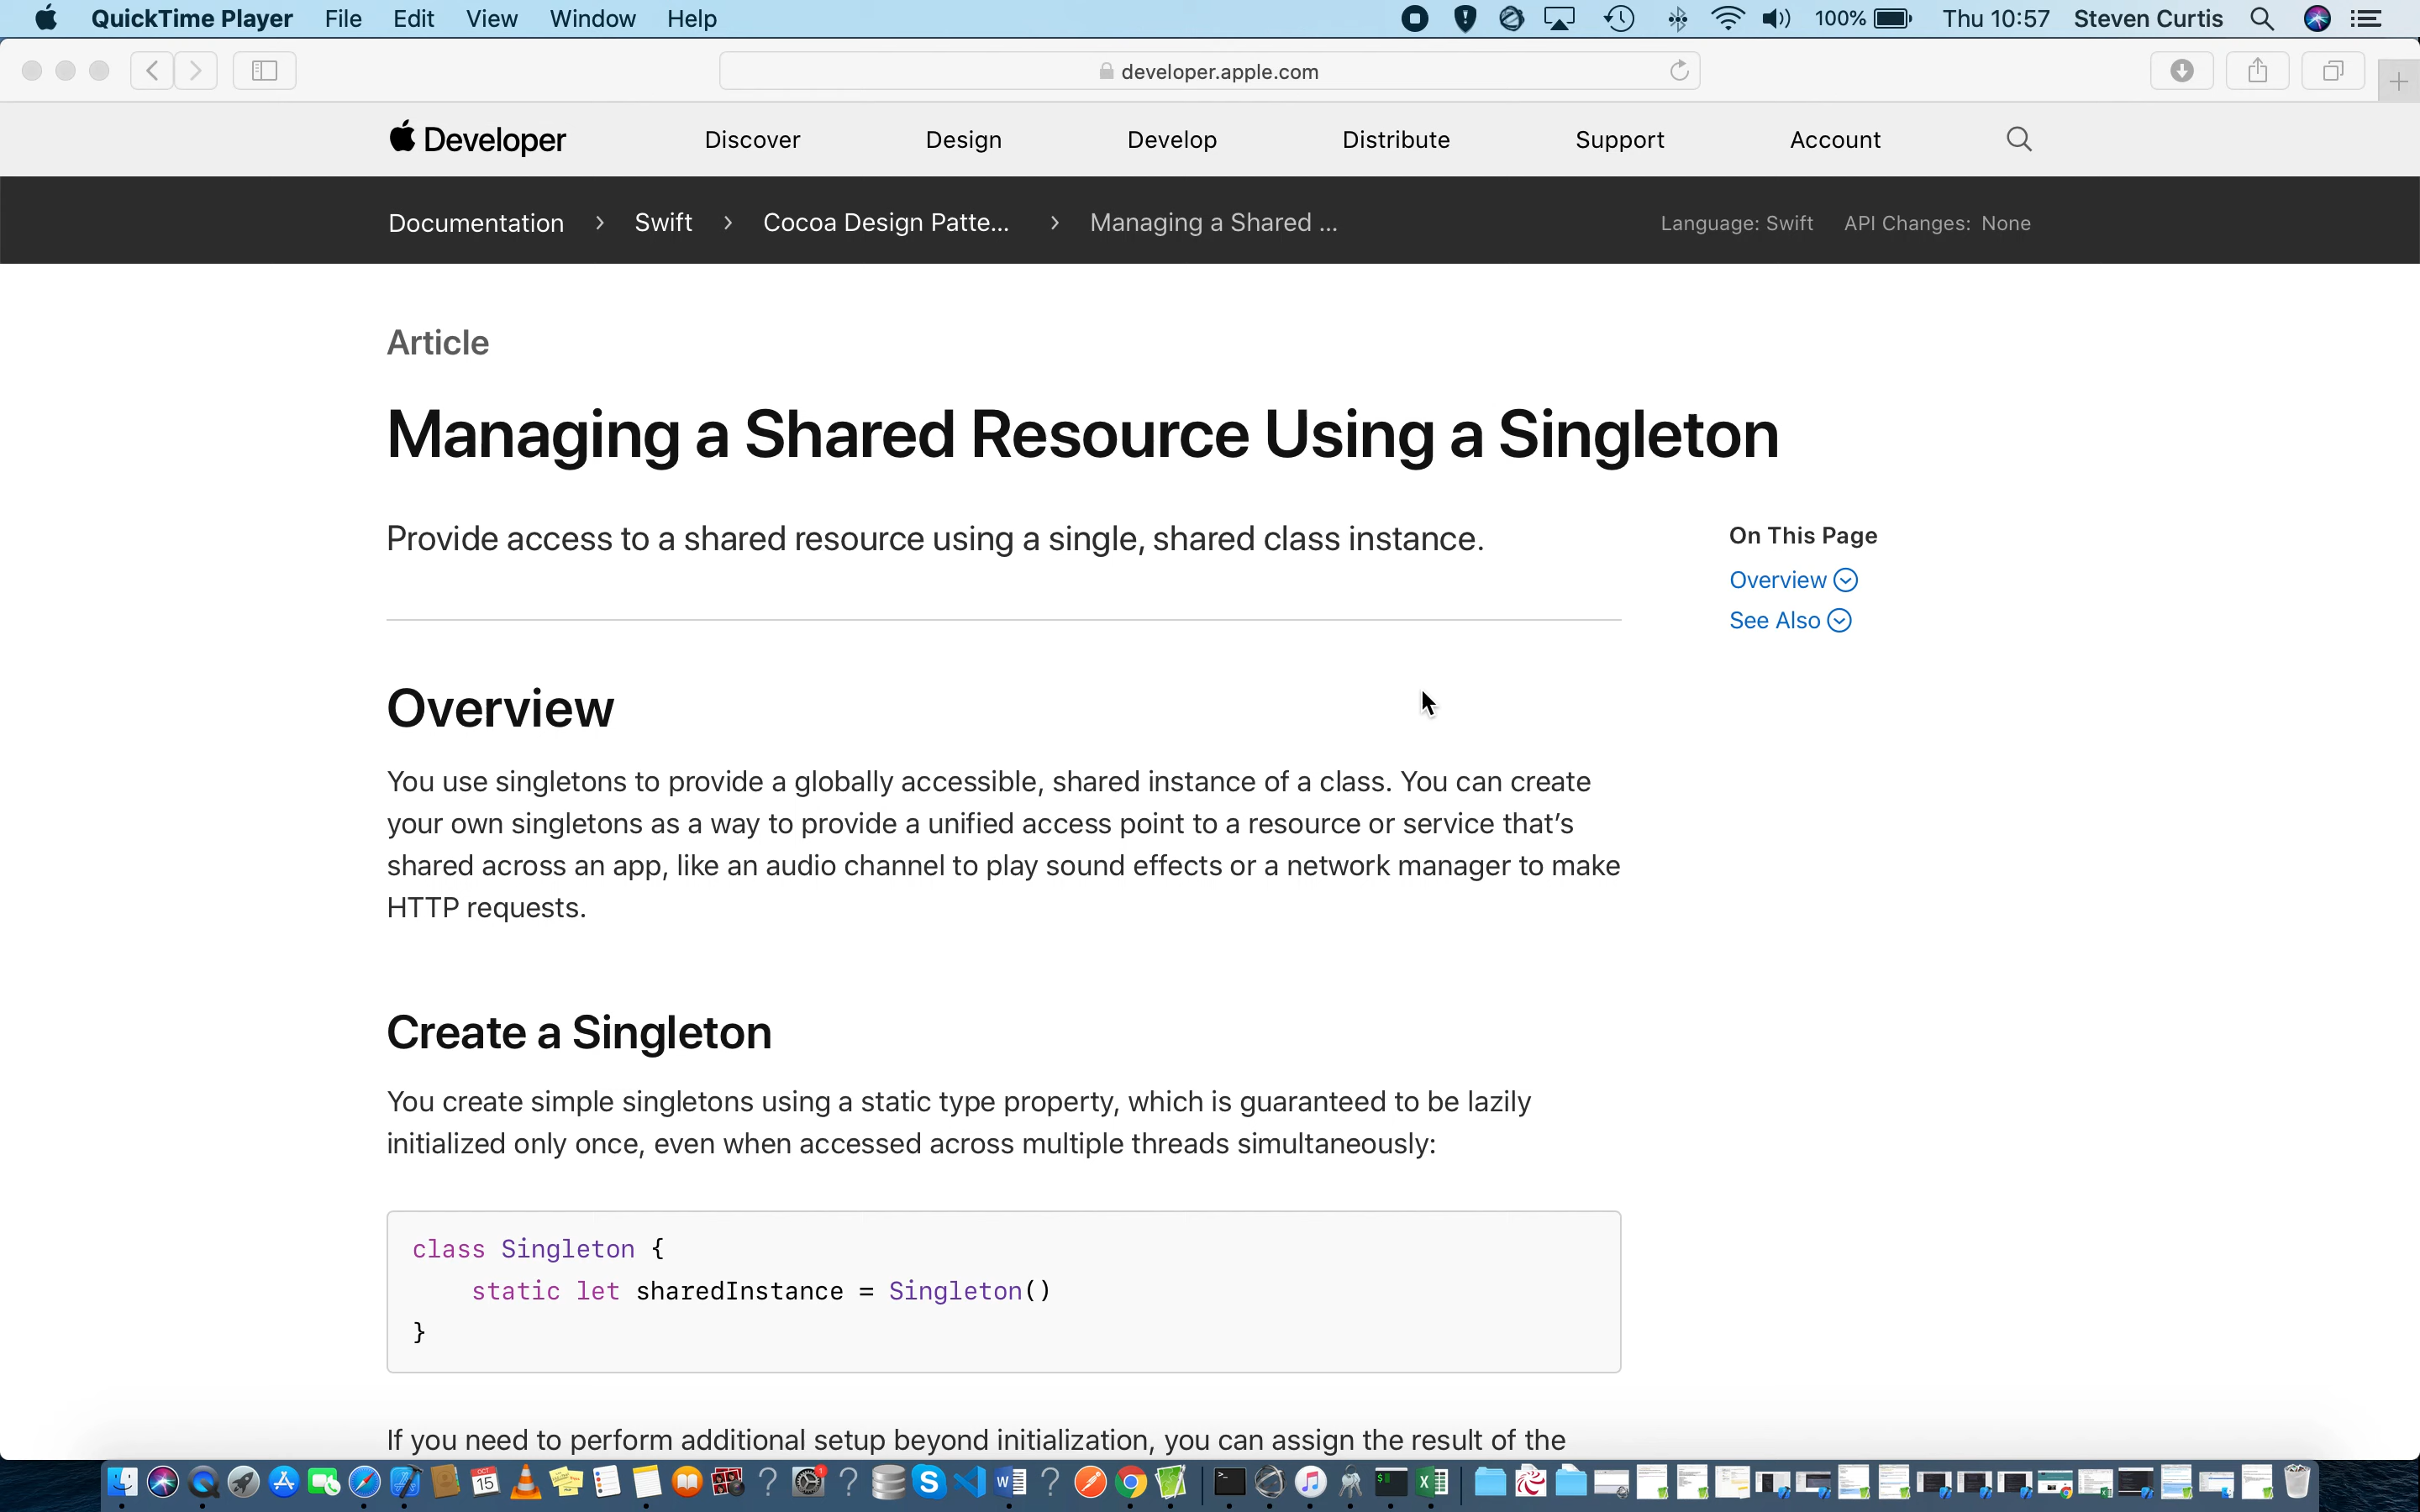 QuickTime Player File Edit View Window Help 100% Thu 10:57 Steven Curtis
developer.apple.com
Developer Discover Design Develop Distribute Support Account
Documentation > Swift > Cocoa Design Patte... > Managing a Shared ... Language: Swift API Changes: None
Article
Managing a Shared Resource Using a Singleton
Provide access to a shared resource using a single, shared class instance.
On This Page
Overview
See Also
Overview
You use singletons to provide a globally accessible, shared instance of a class. You can create
your own singletons as a way to provide a unified access point to a resource or service that’s
shared across an app, like an audio channel to play sound effects or a network manager to make
HTTP requests.
Create a Singleton
You create simple singletons using a static type property, which is guaranteed to be lazily
initialized only once, even when accessed across multiple threads simultaneously:
class Singleton {
static let sharedInstance = Singleton()
}
If you need to perform additional setup beyond initialization, you can assign the result of the
OCT
15